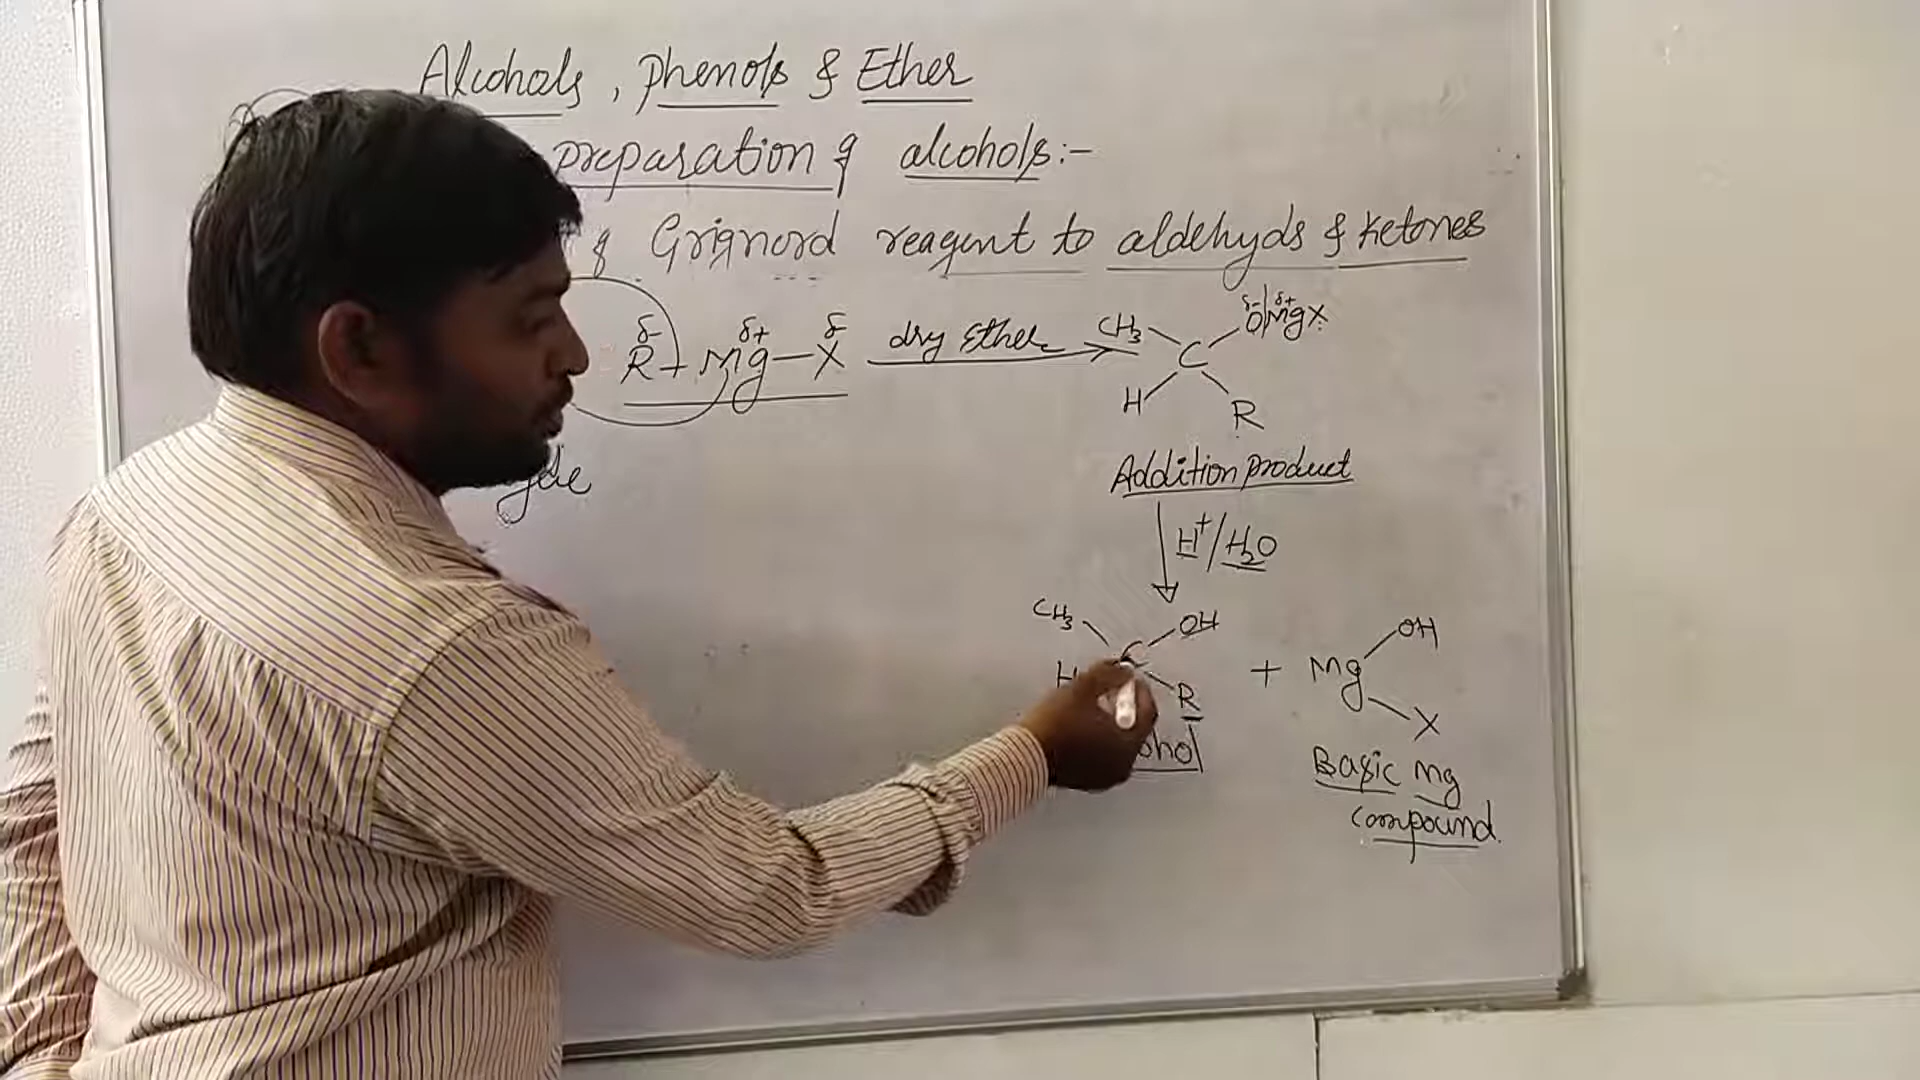 Alcohols, phenols & Ether
preparation of alcohols:-
of Grignord reagent to aldehyds & Ketones
δ- δ+ δ- dry Ether CH3 δ- δ+
R + Mg — X C O MgX
H R
Addition product
H+/H2O
CH3 OH OH
C + Mg
H R X
Basic Mg
compound.